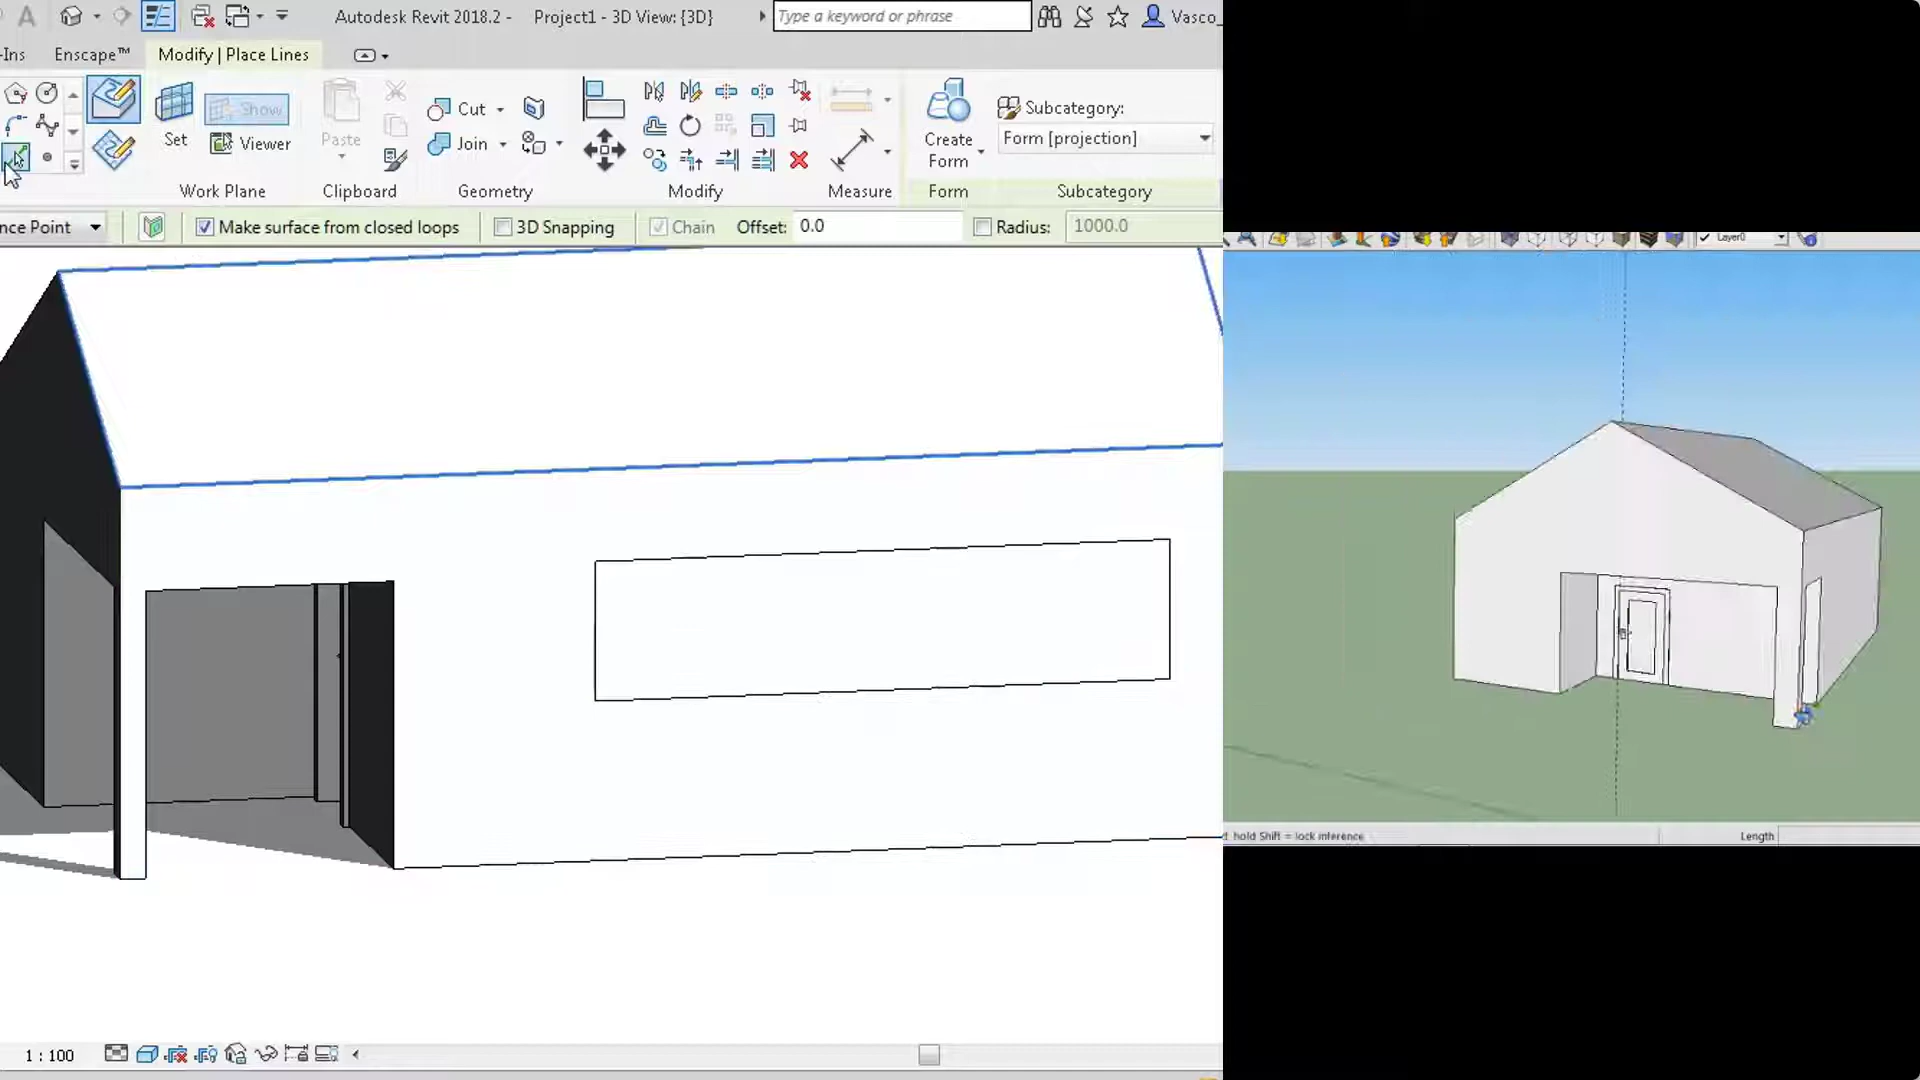 Autodesk Revit 2018.2 - Project1 - 3D View: {3D}
Type a keyword or phrase
Vasco_
-Ins
Enscape™
Modify | Place Lines
Show
Set
Viewer
Paste
Cut
Join
Create
Form
Subcategory:
Form [projection]
Work Plane
Clipboard
Geometry
Modify
Measure
Form
Subcategory
nce Point
Make surface from closed loops
3D Snapping
Chain
Offset: 0.0
Radius: 1000.0
Layer0
hold Shift = lock inference
Length
1 : 100